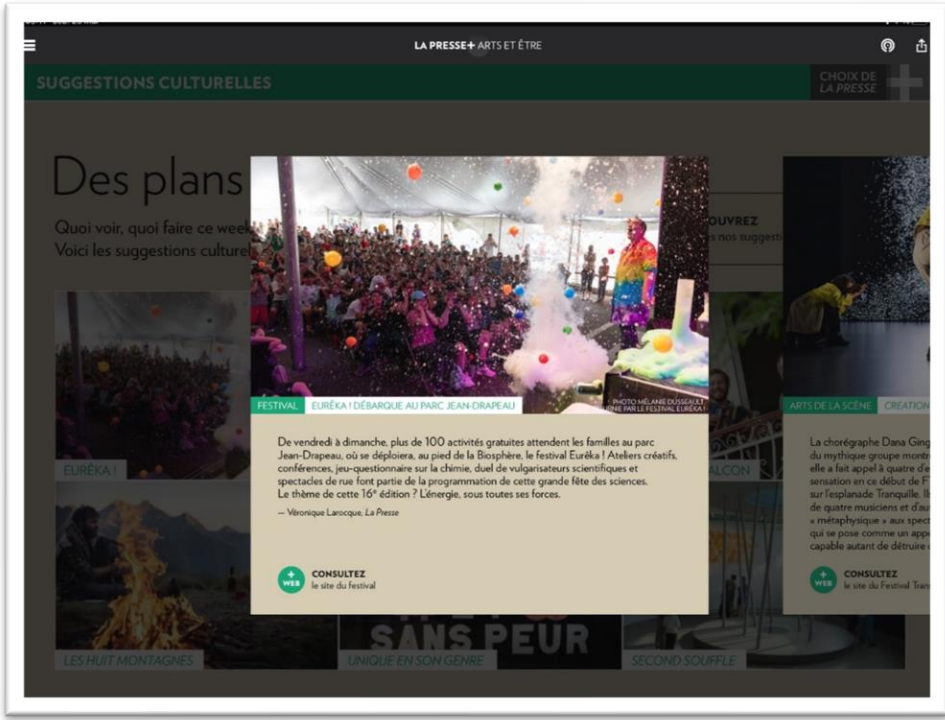 LA PRESSE+ ARTS ET ÊTRE
SUGGESTIONS CULTURELLES
CHOIX DE
LA PRESSE
Des plans
Quoi voir, quoi faire ce week
Voici les suggestions culturel
OUVREZ
s nos suggesti
PHOTO MÉLANIE DUSSEAULT
NIE PAR LE FESTIVAL EURÊKA !
FESTIVAL EURÊKA ! DÉBARQUE AU PARC JEAN-DRAPEAU
De vendredi à dimanche, plus de 100 activités gratuites attendent les familles au parc
Jean-Drapeau, où se déploiera, au pied de la Biosphère, le festival Eurêka ! Ateliers créatifs,
conférences, jeu-questionnaire sur la chimie, duel de vulgarisateurs scientifiques et
spectacles de rue font partie de la programmation de cette grande fête des sciences.
Le thème de cette 16e édition ? L'énergie, sous toutes ses forces.
— Véronique Larocque, La Presse
+
WEB
CONSULTEZ
le site du festival
ARTS DE LA SCÈNE CREATION
La chorégraphe Dana Ging
du mythique groupe montr
elle a fait appel à quatre d'e
sensation en ce début de F
sur l'esplanade Tranquille. Il
de quatre musiciens et d'au
« métaphysique » aux spect
qui se pose comme un appe
capable autant de détruire
+
WEB
CONSULTEZ
le site du Festival Tran
EURÊKA !
ALCON
SANS PEUR
LES HUIT MONTAGNES
UNIQUE EN SON GENRE
SECOND SOUFFLE